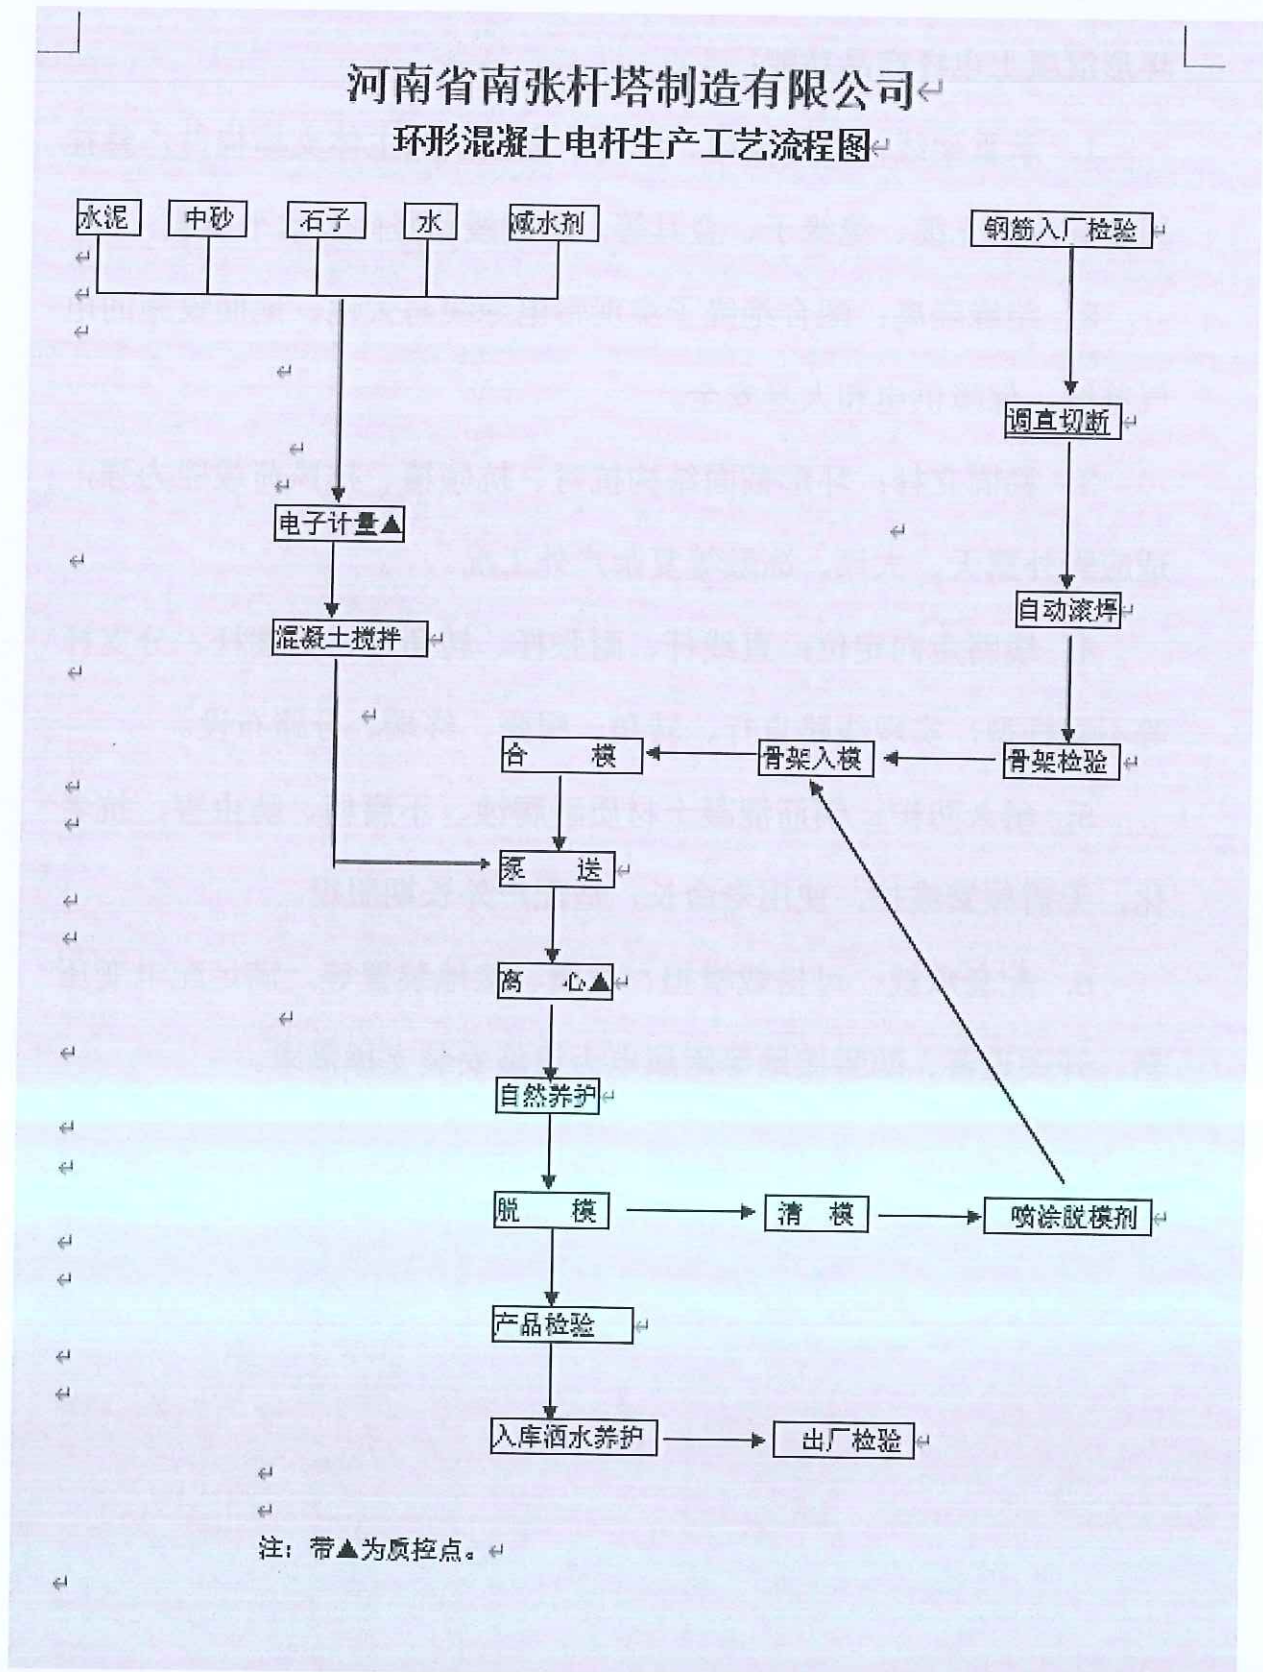 河南省南张杆塔制造有限公司
环形混凝土电杆生产工艺流程图
水泥 中砂 石子 水 减水剂
钢筋入厂检验
调直切断
电子计量▲
自动滚焊
混凝土搅拌
合 模 骨架入模 骨架检验
泵 送
离 心▲
自然养护
脱 模 清 模 喷涂脱模剂
产品检验
入库洒水养护 出厂检验
注：带▲为质控点。